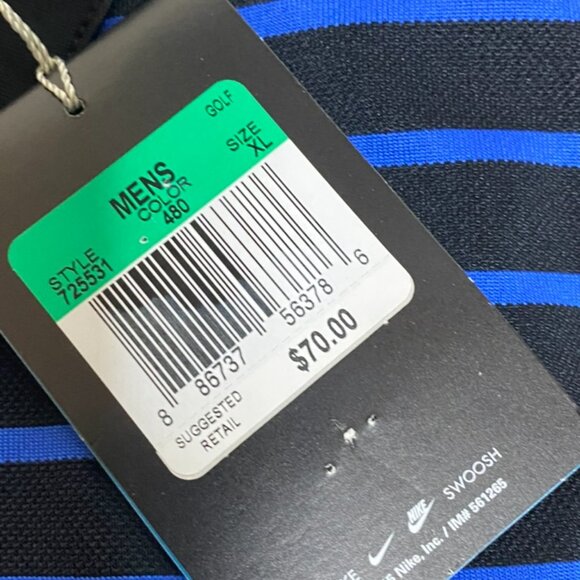 GOLF
MENS
STYLE COLOR SIZE
725531 480 XL
8 86737 56378 6
SUGGESTED
RETAIL
$70.00
NIKE SWOOSH
Nike, Inc. / IM# 561265